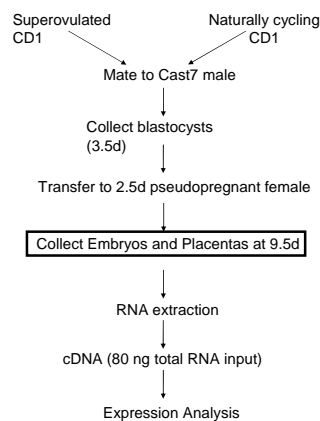 Superovulated
CD1
Naturally cycling
CD1
Mate to Cast7 male
Collect blastocysts
(3.5d)
Transfer to 2.5d pseudopregnant female
Collect Embryos and Placentas at 9.5d
RNA extraction
cDNA (80 ng total RNA input)
Expression Analysis